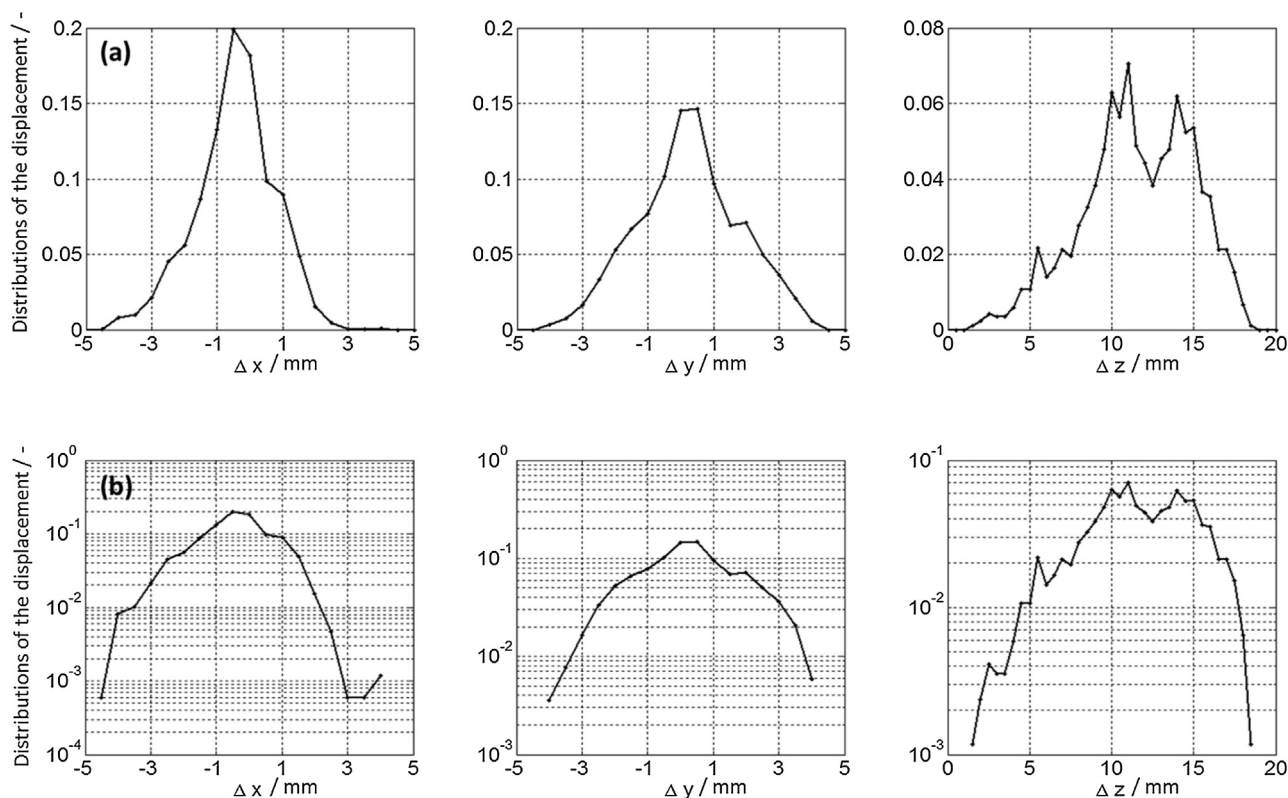 (a)
Distributions of the displacement / -
0.2
0.15
0.1
0.05
0
-5 -3 -1 1 3 5
Δ x / mm
0.2
0.15
0.1
0.05
0
-5 -3 -1 1 3 5
Δ y / mm
0.08
0.06
0.04
0.02
0
0 5 10 15 20
Δ z / mm
(b)
Distributions of the displacement / -
10^0
10^-1
10^-2
10^-3
10^-4
-5 -3 -1 1 3 5
Δ x / mm
10^0
10^-1
10^-2
10^-3
-5 -3 -1 1 3 5
Δ y / mm
10^-1
10^-2
10^-3
0 5 10 15 20
Δ z / mm